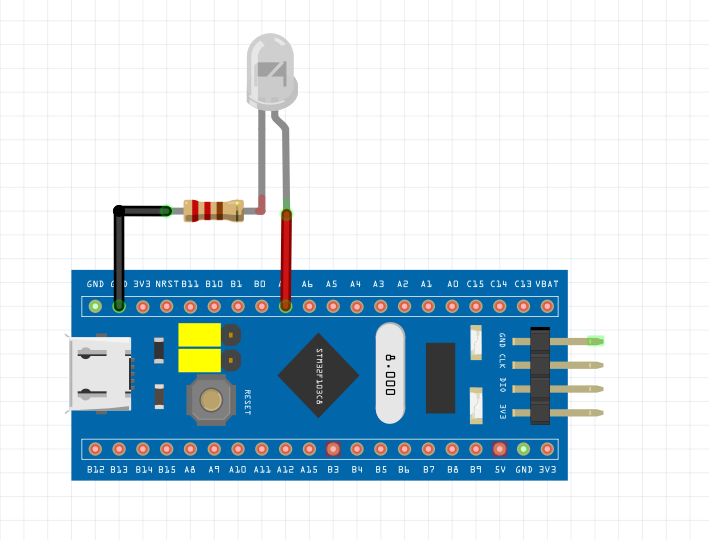 GND G D 3V3 NRST B11 B10 B1 B0 A A6 A5 A4 A3 A2 A1 A0 C15 C14 C13 VBAT
GND
CLK
DIO
3V3
STM32F103C8
8.000
RESET
B12 B13 B14 B15 A8 A9 A10 A11 A12 A15 B3 B4 B5 B6 B7 B8 B9 5V GND 3V3